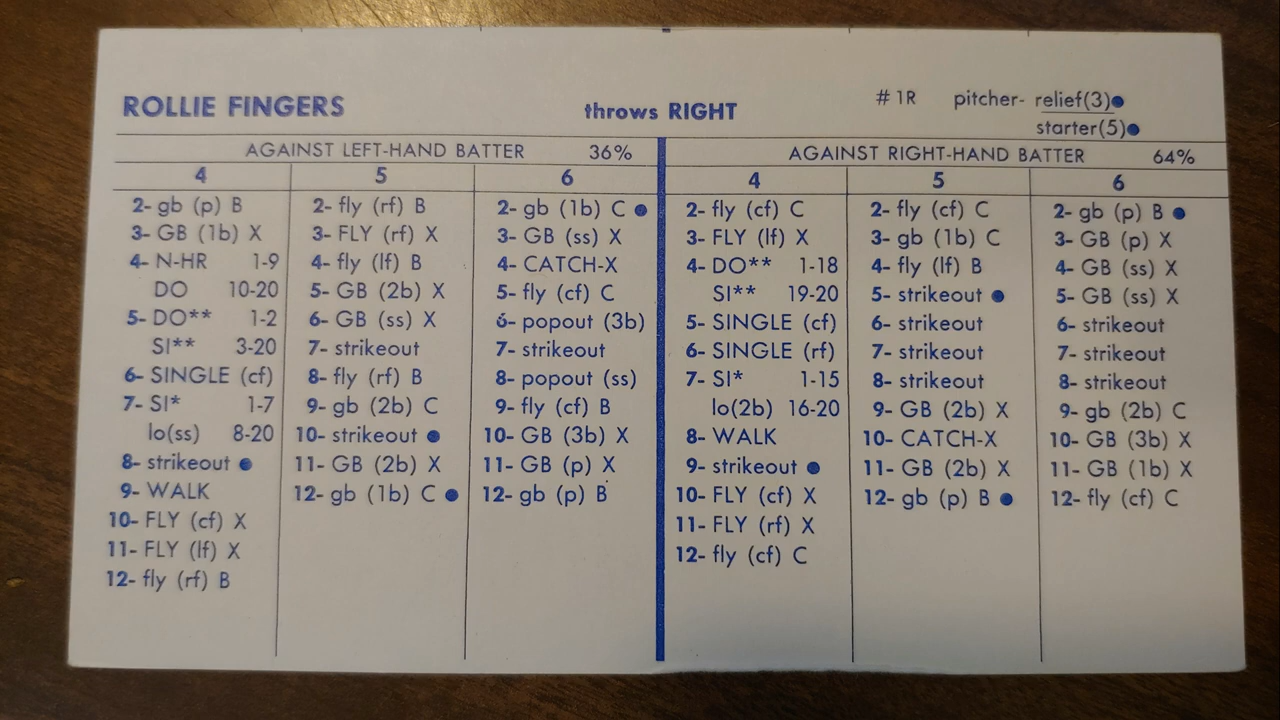 ROLLIE FINGERS throws RIGHT # 1R pitcher- relief(3)●
starter(5)●
AGAINST LEFT-HAND BATTER 36%
4
2- gb (p) B
3- GB (1b) X
4- N-HR 1-9
DO 10-20
5- DO** 1-2
SI** 3-20
6- SINGLE (cf)
7- SI* 1-7
lo(ss) 8-20
8- strikeout ●
9- WALK
10- FLY (cf) X
11- FLY (lf) X
12- fly (rf) B
5
2- fly (rf) B
3- FLY (rf) X
4- fly (lf) B
5- GB (2b) X
6- GB (ss) X
7- strikeout
8- fly (rf) B
9- gb (2b) C
10- strikeout ●
11- GB (2b) X
12- gb (1b) C ●
6
2- gb (1b) C ●
3- GB (ss) X
4- CATCH-X
5- fly (cf) C
6- popout (3b)
7- strikeout
8- popout (ss)
9- fly (cf) B
10- GB (3b) X
11- GB (p) X
12- gb (p) B
AGAINST RIGHT-HAND BATTER 64%
4
2- fly (cf) C
3- FLY (lf) X
4- DO** 1-18
SI** 19-20
5- SINGLE (cf)
6- SINGLE (rf)
7- SI* 1-15
lo(2b) 16-20
8- WALK
9- strikeout ●
10- FLY (cf) X
11- FLY (rf) X
12- fly (cf) C
5
2- fly (cf) C
3- gb (1b) C
4- fly (lf) B
5- strikeout ●
6- strikeout
7- strikeout
8- strikeout
9- GB (2b) X
10- CATCH-X
11- GB (2b) X
12- gb (p) B ●
6
2- gb (p) B ●
3- GB (p) X
4- GB (ss) X
5- GB (ss) X
6- strikeout
7- strikeout
8- strikeout
9- gb (2b) C
10- GB (3b) X
11- GB (1b) X
12- fly (cf) C